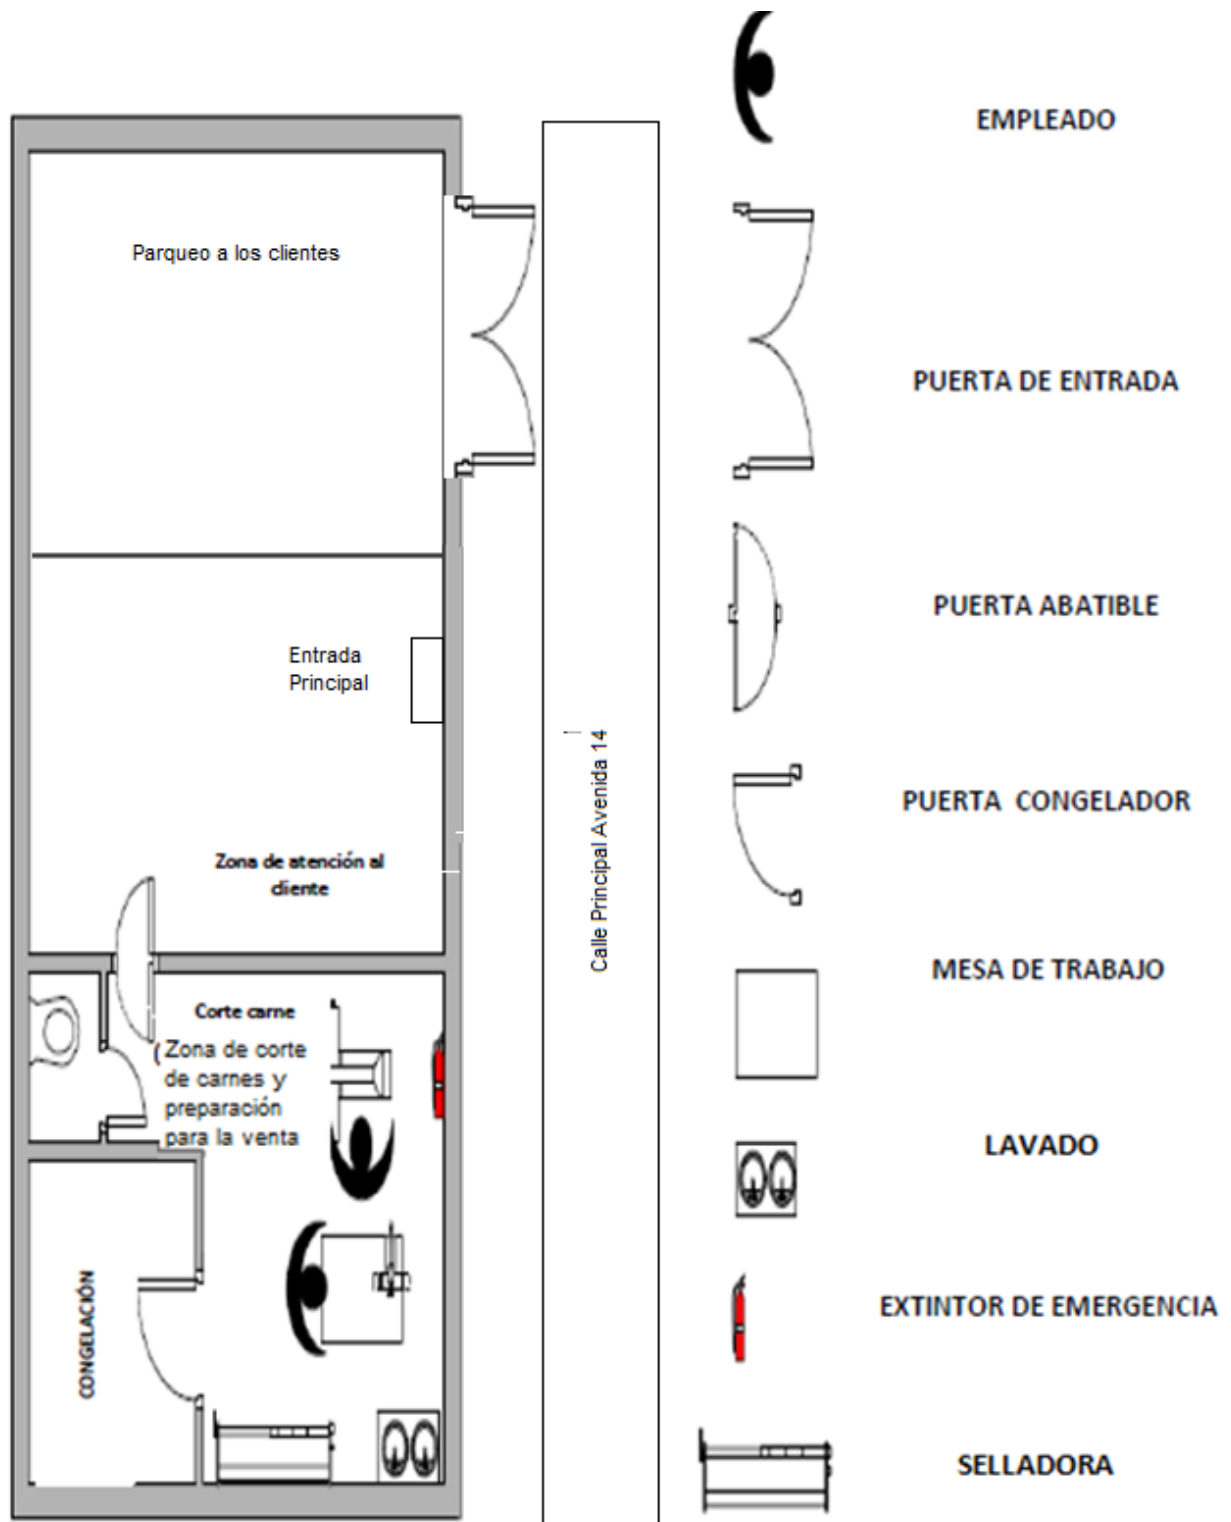 Parqueo a los clientes
Entrada
Principal
Zona de atención al
cliente
Corte carne
Zona de corte
de carnes y
preparación
para la venta
CONGELACIÓN
Calle Principal Avenida 14
EMPLEADO
PUERTA DE ENTRADA
PUERTA ABATIBLE
PUERTA CONGELADOR
MESA DE TRABAJO
LAVADO
EXTINTOR DE EMERGENCIA
SELLADORA